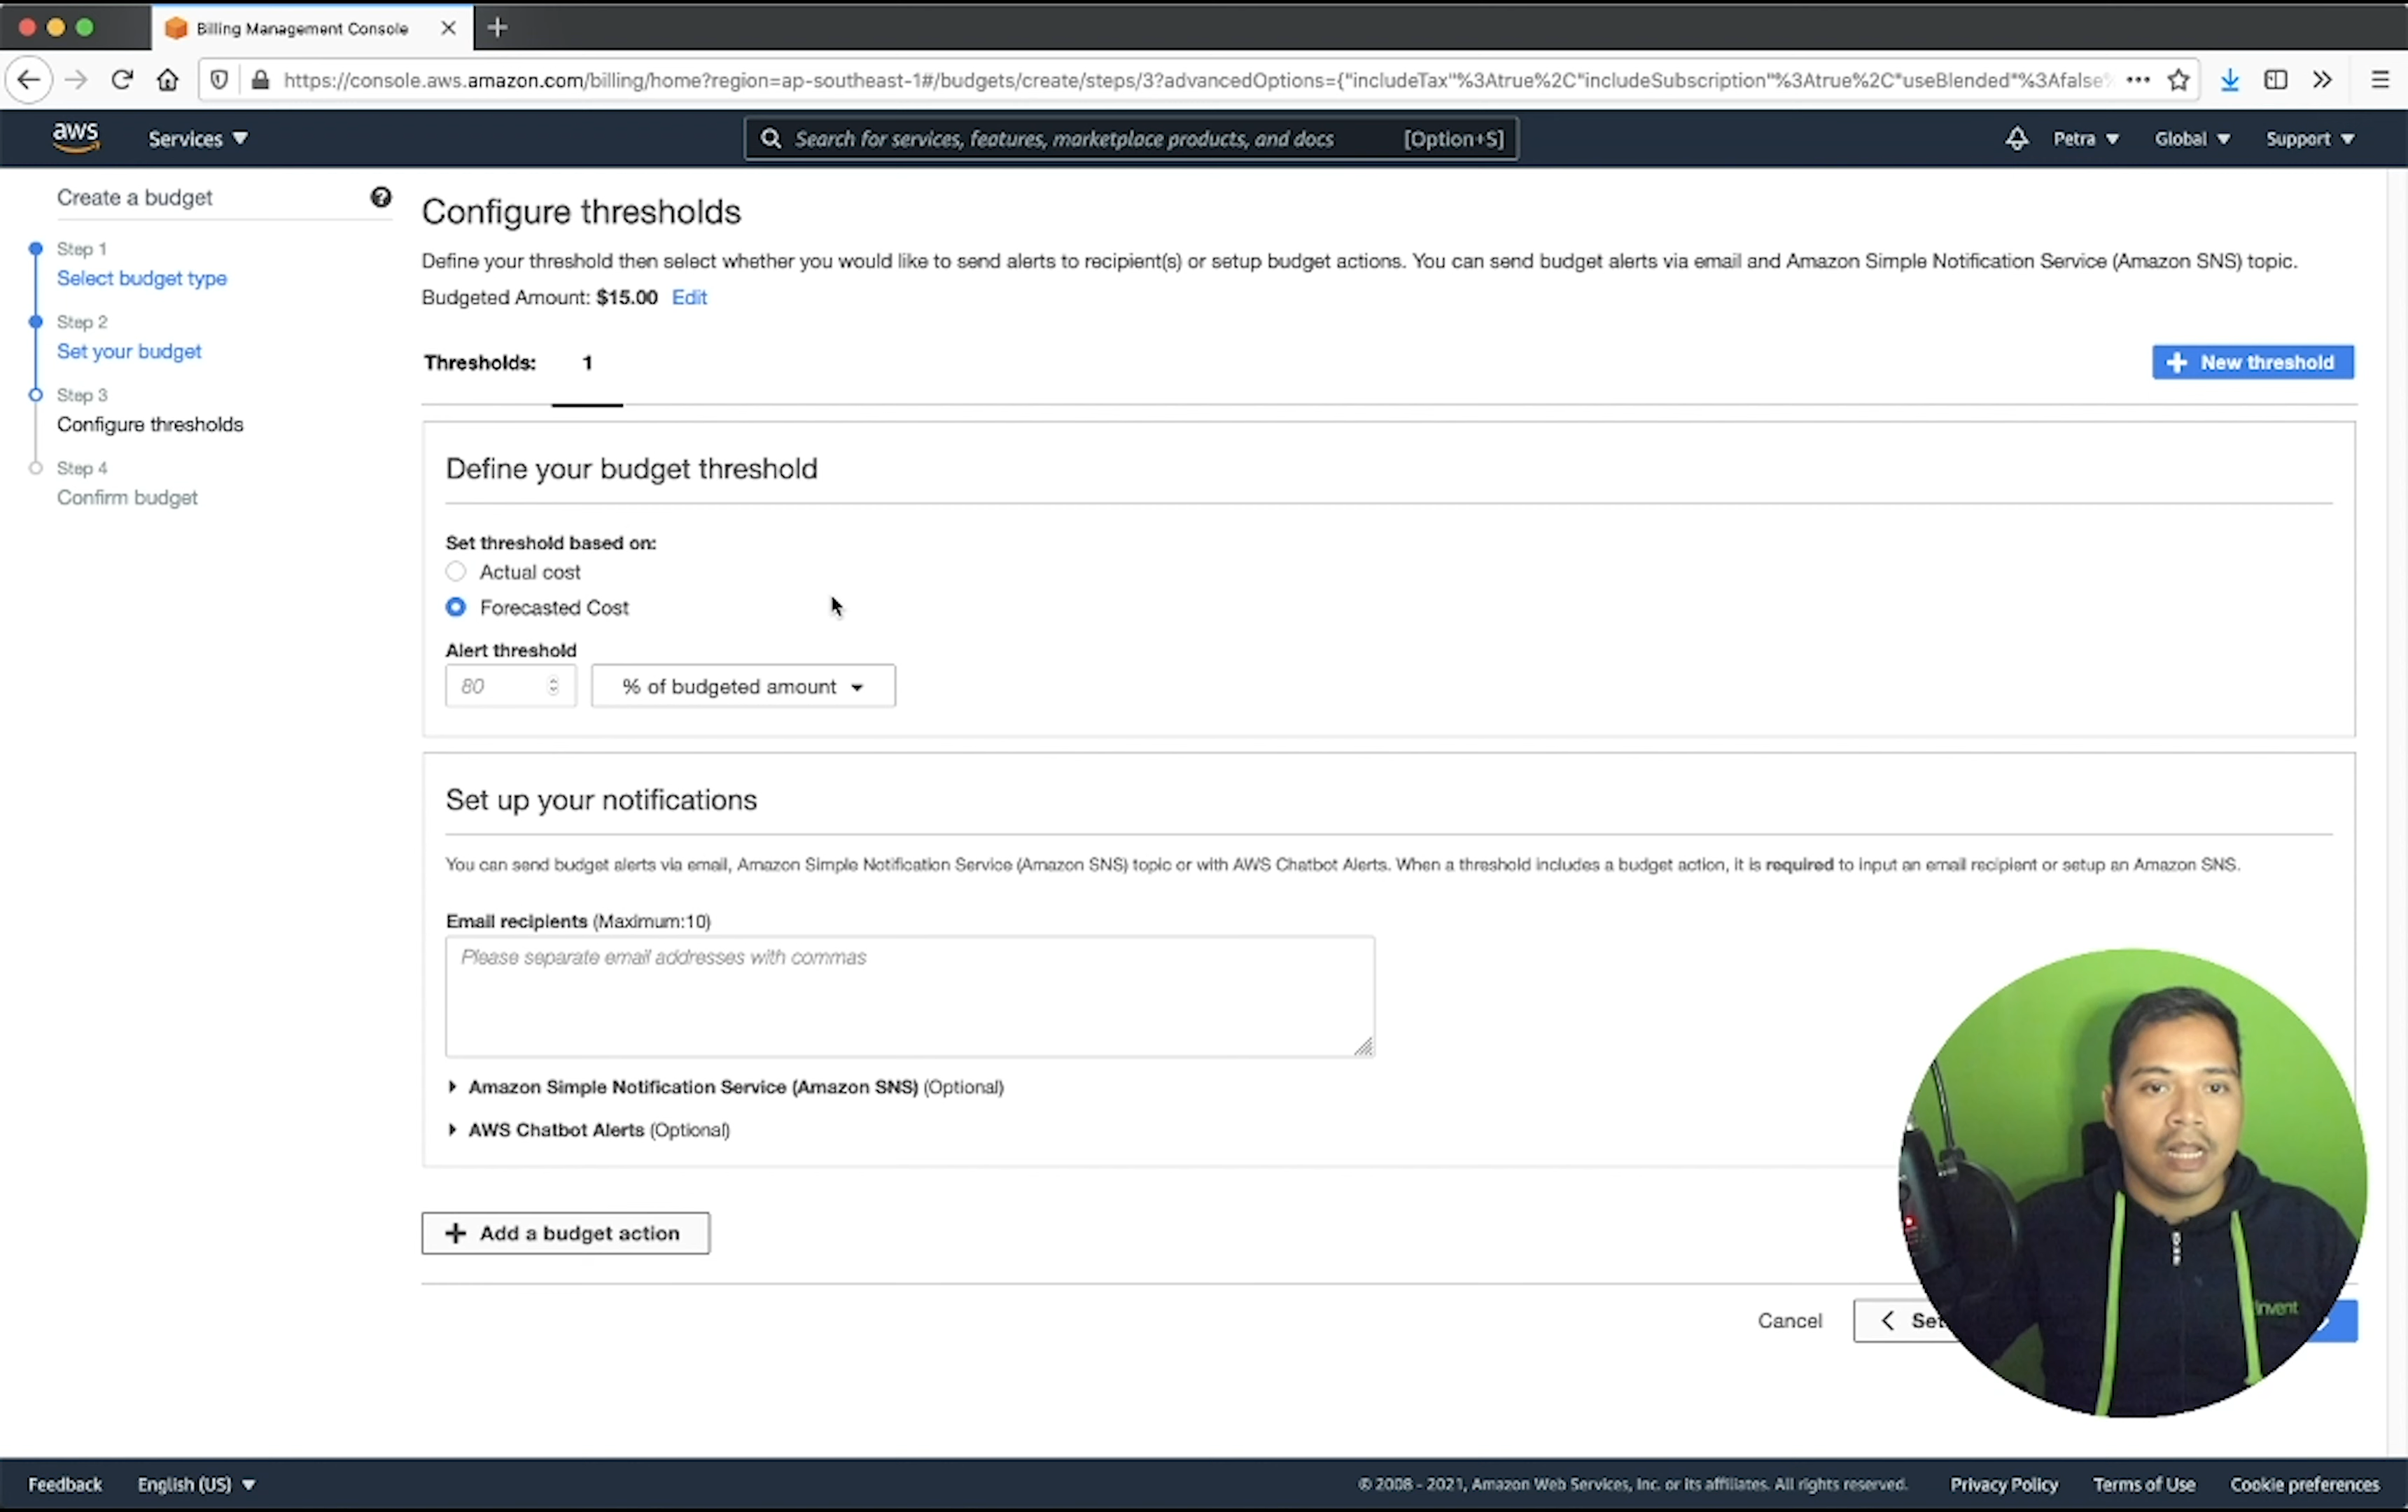 Billing Management Console
https://console.aws.amazon.com/billing/home?region=ap-southeast-1#/budgets/create/steps/3?advancedOptions={"includeTax"%3Atrue%2C"includeSubscription"%3Atrue%2C"useBlended"%3Afalse%
aws
Services
Search for services, features, marketplace products, and docs
[Option+S]
Petra
Global
Support
Create a budget
Step 1
Select budget type
Step 2
Set your budget
Step 3
Configure thresholds
Step 4
Confirm budget
Configure thresholds
Define your threshold then select whether you would like to send alerts to recipient(s) or setup budget actions. You can send budget alerts via email and Amazon Simple Notification Service (Amazon SNS) topic.
Budgeted Amount: $15.00 Edit
Thresholds: 1
+ New threshold
Define your budget threshold
Set threshold based on:
Actual cost
Forecasted Cost
Alert threshold
80
% of budgeted amount
Set up your notifications
You can send budget alerts via email, Amazon Simple Notification Service (Amazon SNS) topic or with AWS Chatbot Alerts. When a threshold includes a budget action, it is required to input an email recipient or setup an Amazon SNS.
Email recipients (Maximum:10)
Please separate email addresses with commas
Amazon Simple Notification Service (Amazon SNS) (Optional)
AWS Chatbot Alerts (Optional)
+ Add a budget action
Cancel
Set
Invent
Feedback
English (US)
© 2008 - 2021, Amazon Web Services, Inc. or its affiliates. All rights reserved.
Privacy Policy
Terms of Use
Cookie preferences